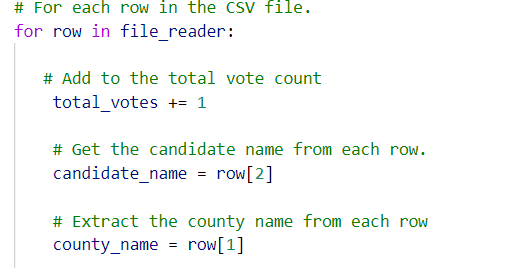 # For each row in the CSV file.
for row in file_reader:
# Add to the total vote count
total_votes += 1
# Get the candidate name from each row.
candidate_name = row[2]
# Extract the county name from each row
county_name = row[1]